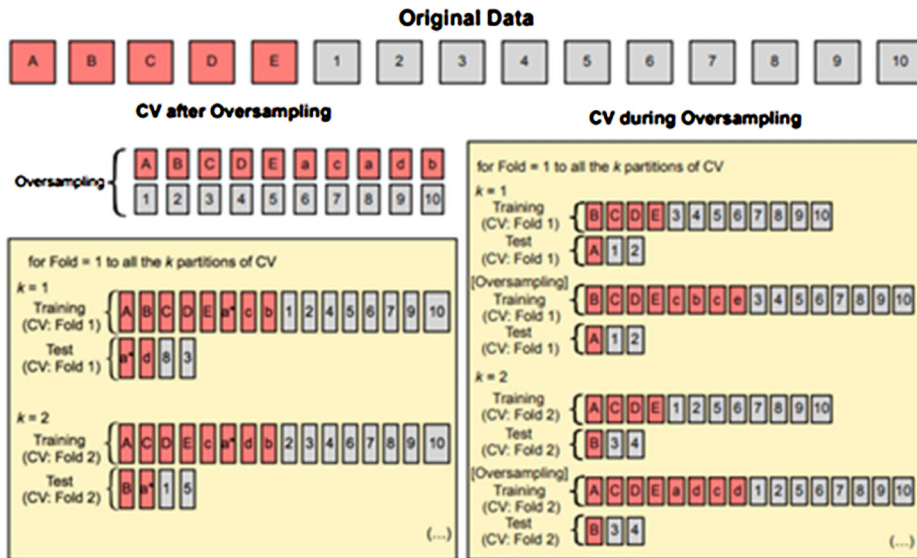 Original Data
A B C D E 1 2 3 4 5 6 7 8 9 10
CV after Oversampling
Oversampling
A B C D E a c a d b
1 2 3 4 5 6 7 8 9 10
for Fold = 1 to all the k partitions of CV
k = 1
Training
(CV: Fold 1)
A B C D E a* c b 1 2 4 5 6 7 9 10
Test
(CV: Fold 1)
a* d 8 3
k = 2
Training
(CV: Fold 2)
A C D E c a* d b 2 3 4 6 7 8 9 10
Test
(CV: Fold 2)
B a* 1 5
(...)
CV during Oversampling
for Fold = 1 to all the k partitions of CV
k = 1
Training
(CV: Fold 1)
B C D E 3 4 5 6 7 8 9 10
Test
(CV: Fold 1)
A 1 2
[Oversampling]
Training
(CV: Fold 1)
B C D E c b c e 3 4 5 6 7 8 9 10
Test
(CV: Fold 1)
A 1 2
k = 2
Training
(CV: Fold 2)
A C D E 1 2 5 6 7 8 9 10
Test
(CV: Fold 2)
B 3 4
[Oversampling]
Training
(CV: Fold 2)
A C D E a d c d 1 2 5 6 7 8 9 10
Test
(CV: Fold 2)
B 3 4
(...)